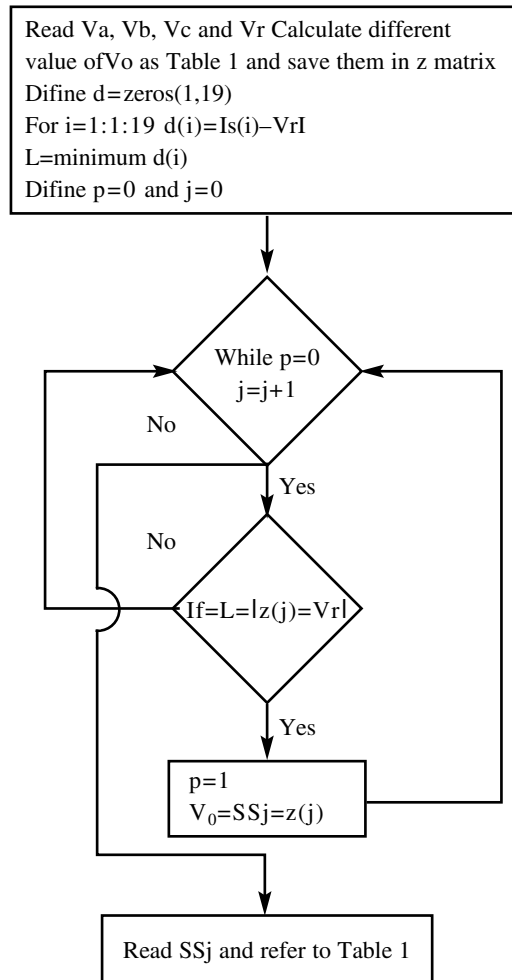 Read Va, Vb, Vc and Vr Calculate different
value ofVo as Table 1 and save them in z matrix
Difine d=zeros(1,19)
For i=1:1:19 d(i)=Is(i)–VrI
L=minimum d(i)
Difine p=0 and j=0
While p=0
j=j+1
No
Yes
No
If=L=|z(j)=Vr|
Yes
p=1
V₀=SSj=z(j)
Read SSj and refer to Table 1